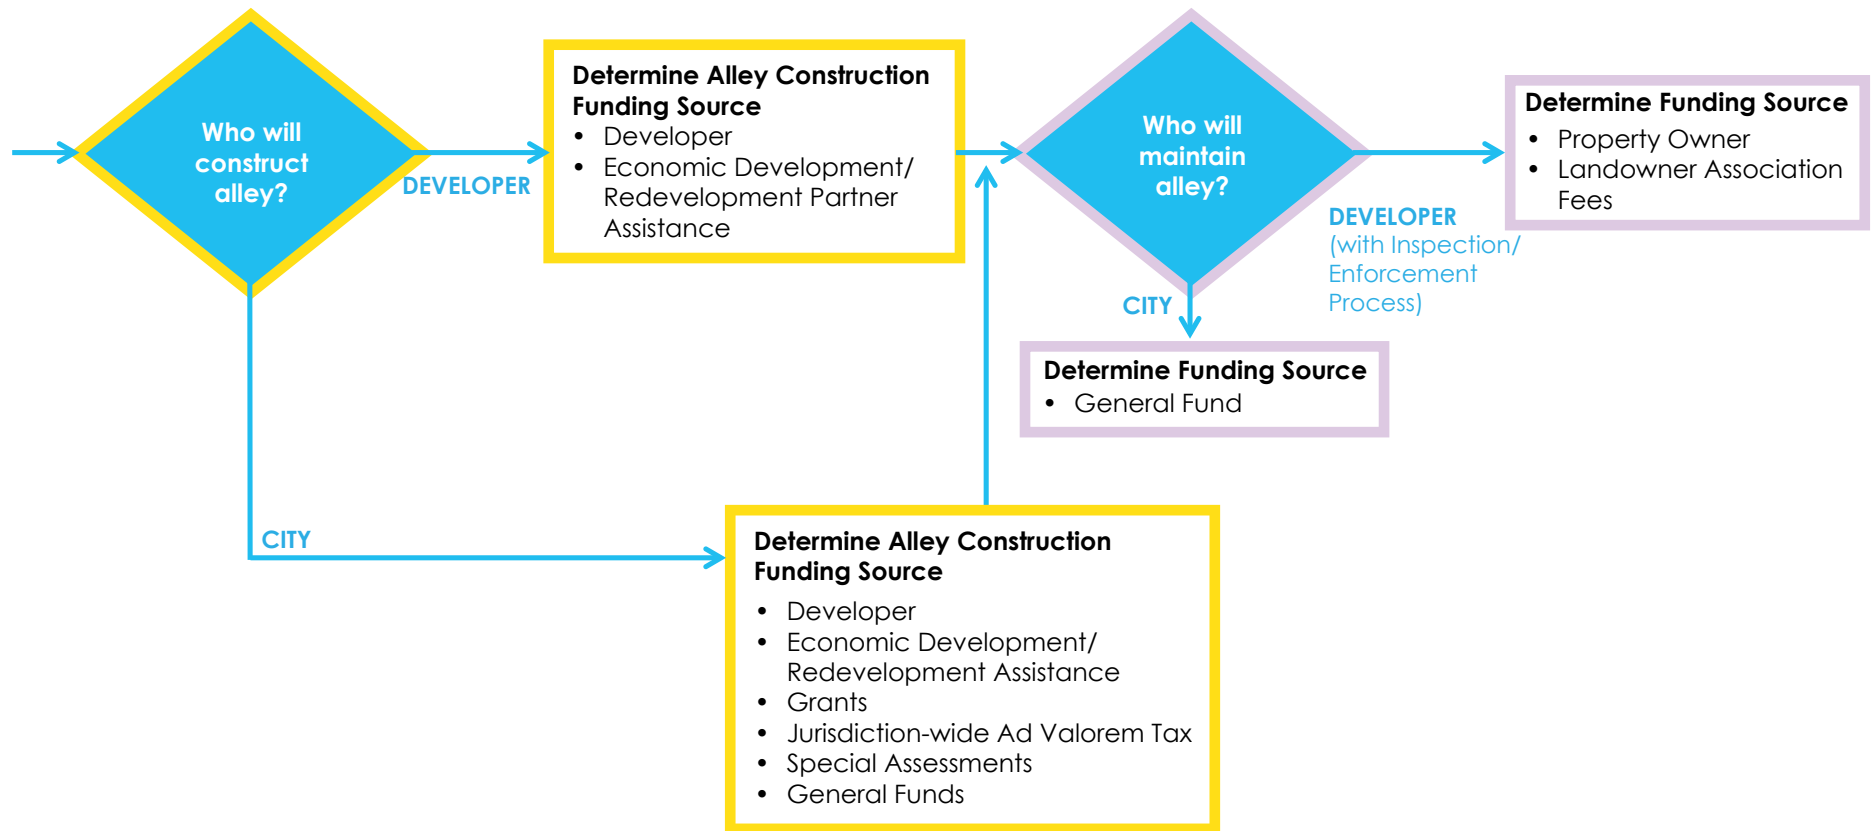 Who will
construct
alley?
DEVELOPER
CITY
Determine Alley Construction
Funding Source
• Developer
• Economic Development/
Redevelopment Partner
Assistance
Who will
maintain
alley?
DEVELOPER
(with Inspection/
Enforcement
Process)
CITY
Determine Funding Source
• Property Owner
• Landowner Association
Fees
Determine Funding Source
• General Fund
Determine Alley Construction
Funding Source
• Developer
• Economic Development/
Redevelopment Assistance
• Grants
• Jurisdiction-wide Ad Valorem Tax
• Special Assessments
• General Funds